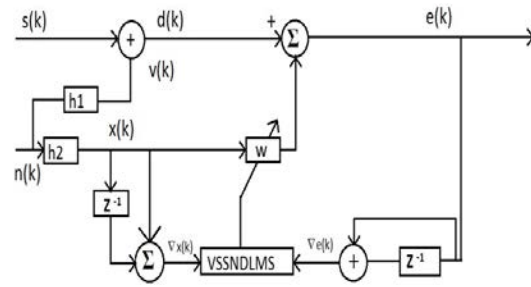 s(k)
d(k)
+
e(k)
+
Σ
v(k)
h1
x(k)
h2
w
n(k)
Z⁻¹
∇x(k)
∇e(k)
Σ
VSSNDLMS
+
Z⁻¹